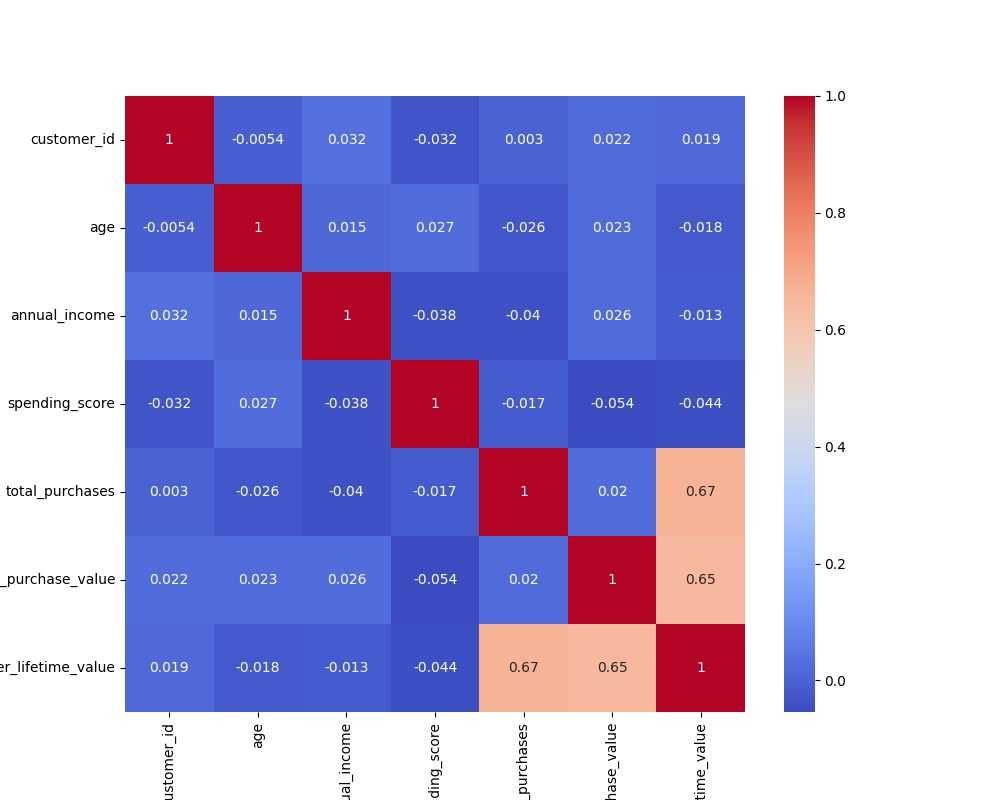 customer_id 1 -0.0054 0.032 -0.032 0.003 0.022 0.019
age -0.0054 1 0.015 0.027 -0.026 0.023 -0.018
annual_income 0.032 0.015 1 -0.038 -0.04 0.026 -0.013
spending_score -0.032 0.027 -0.038 1 -0.017 -0.054 -0.044
total_purchases 0.003 -0.026 -0.04 -0.017 1 0.02 0.67
_purchase_value 0.022 0.023 0.026 -0.054 0.02 1 0.65
er_lifetime_value 0.019 -0.018 -0.013 -0.044 0.67 0.65 1
ustomer_id
age
ual_income
ding_score
_purchases
hase_value
time_value
1.0
0.8
0.6
0.4
0.2
0.0